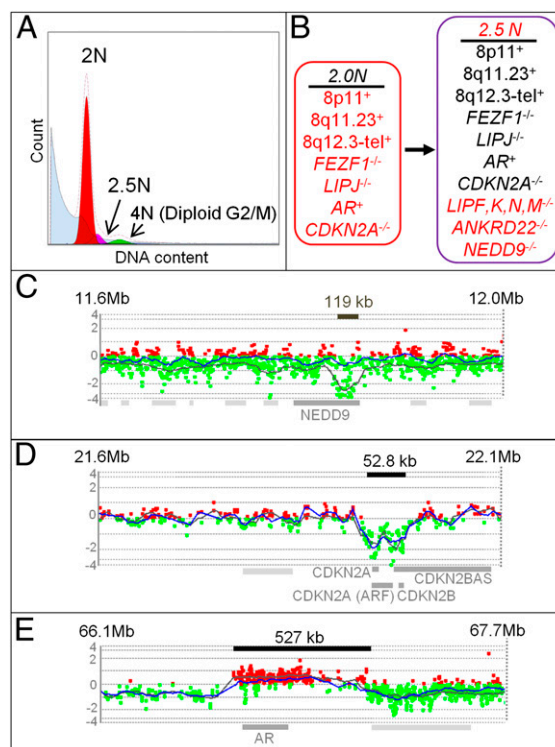 A
2N
2.5N
4N (Diploid G2/M)
Count
DNA content
B
2.0N
8p11+
8q11.23+
8q12.3-tel+
FEZF1-/-
LIPJ-/-
AR+
CDKN2A-/-
2.5 N
8p11+
8q11.23+
8q12.3-tel+
FEZF1-/-
LIPJ-/-
AR+
CDKN2A-/-
LIPF,K,N,M-/-
ANKRD22-/-
NEDD9-/-
C
11.6Mb
119 kb
12.0Mb
4
2
0
-2
-4
NEDD9
D
21.6Mb
52.8 kb
22.1Mb
4
2
0
-2
-4
CDKN2A
CDKN2BAS
CDKN2A (ARF)
CDKN2B
E
66.1Mb
527 kb
67.7Mb
4
2
0
-2
-4
AR